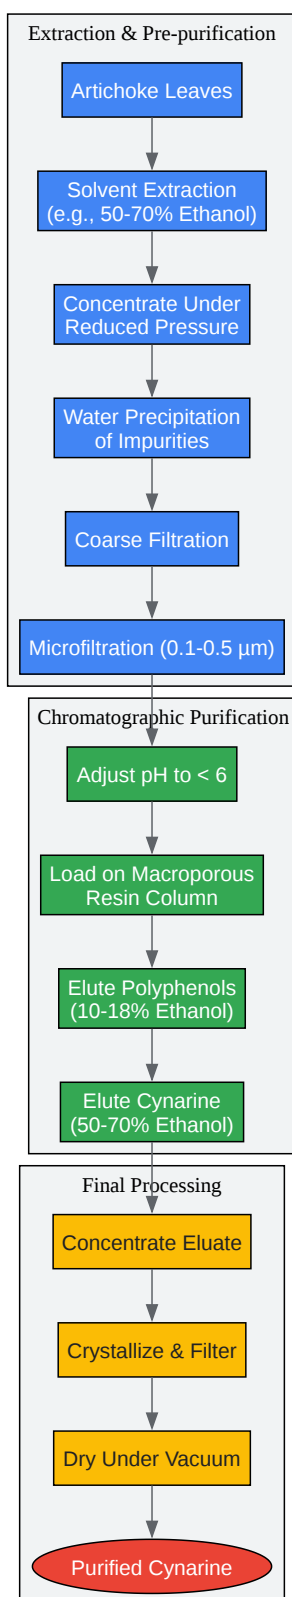 Extraction & Pre-purification
Artichoke Leaves
Solvent Extraction
(e.g., 50-70% Ethanol)
Concentrate Under
Reduced Pressure
Water Precipitation
of Impurities
Coarse Filtration
Microfiltration (0.1-0.5 µm)
Chromatographic Purification
Adjust pH to < 6
Load on Macroporous
Resin Column
Elute Polyphenols
(10-18% Ethanol)
Elute Cynarine
(50-70% Ethanol)
Final Processing
Concentrate Eluate
Crystallize & Filter
Dry Under Vacuum
Purified Cynarine